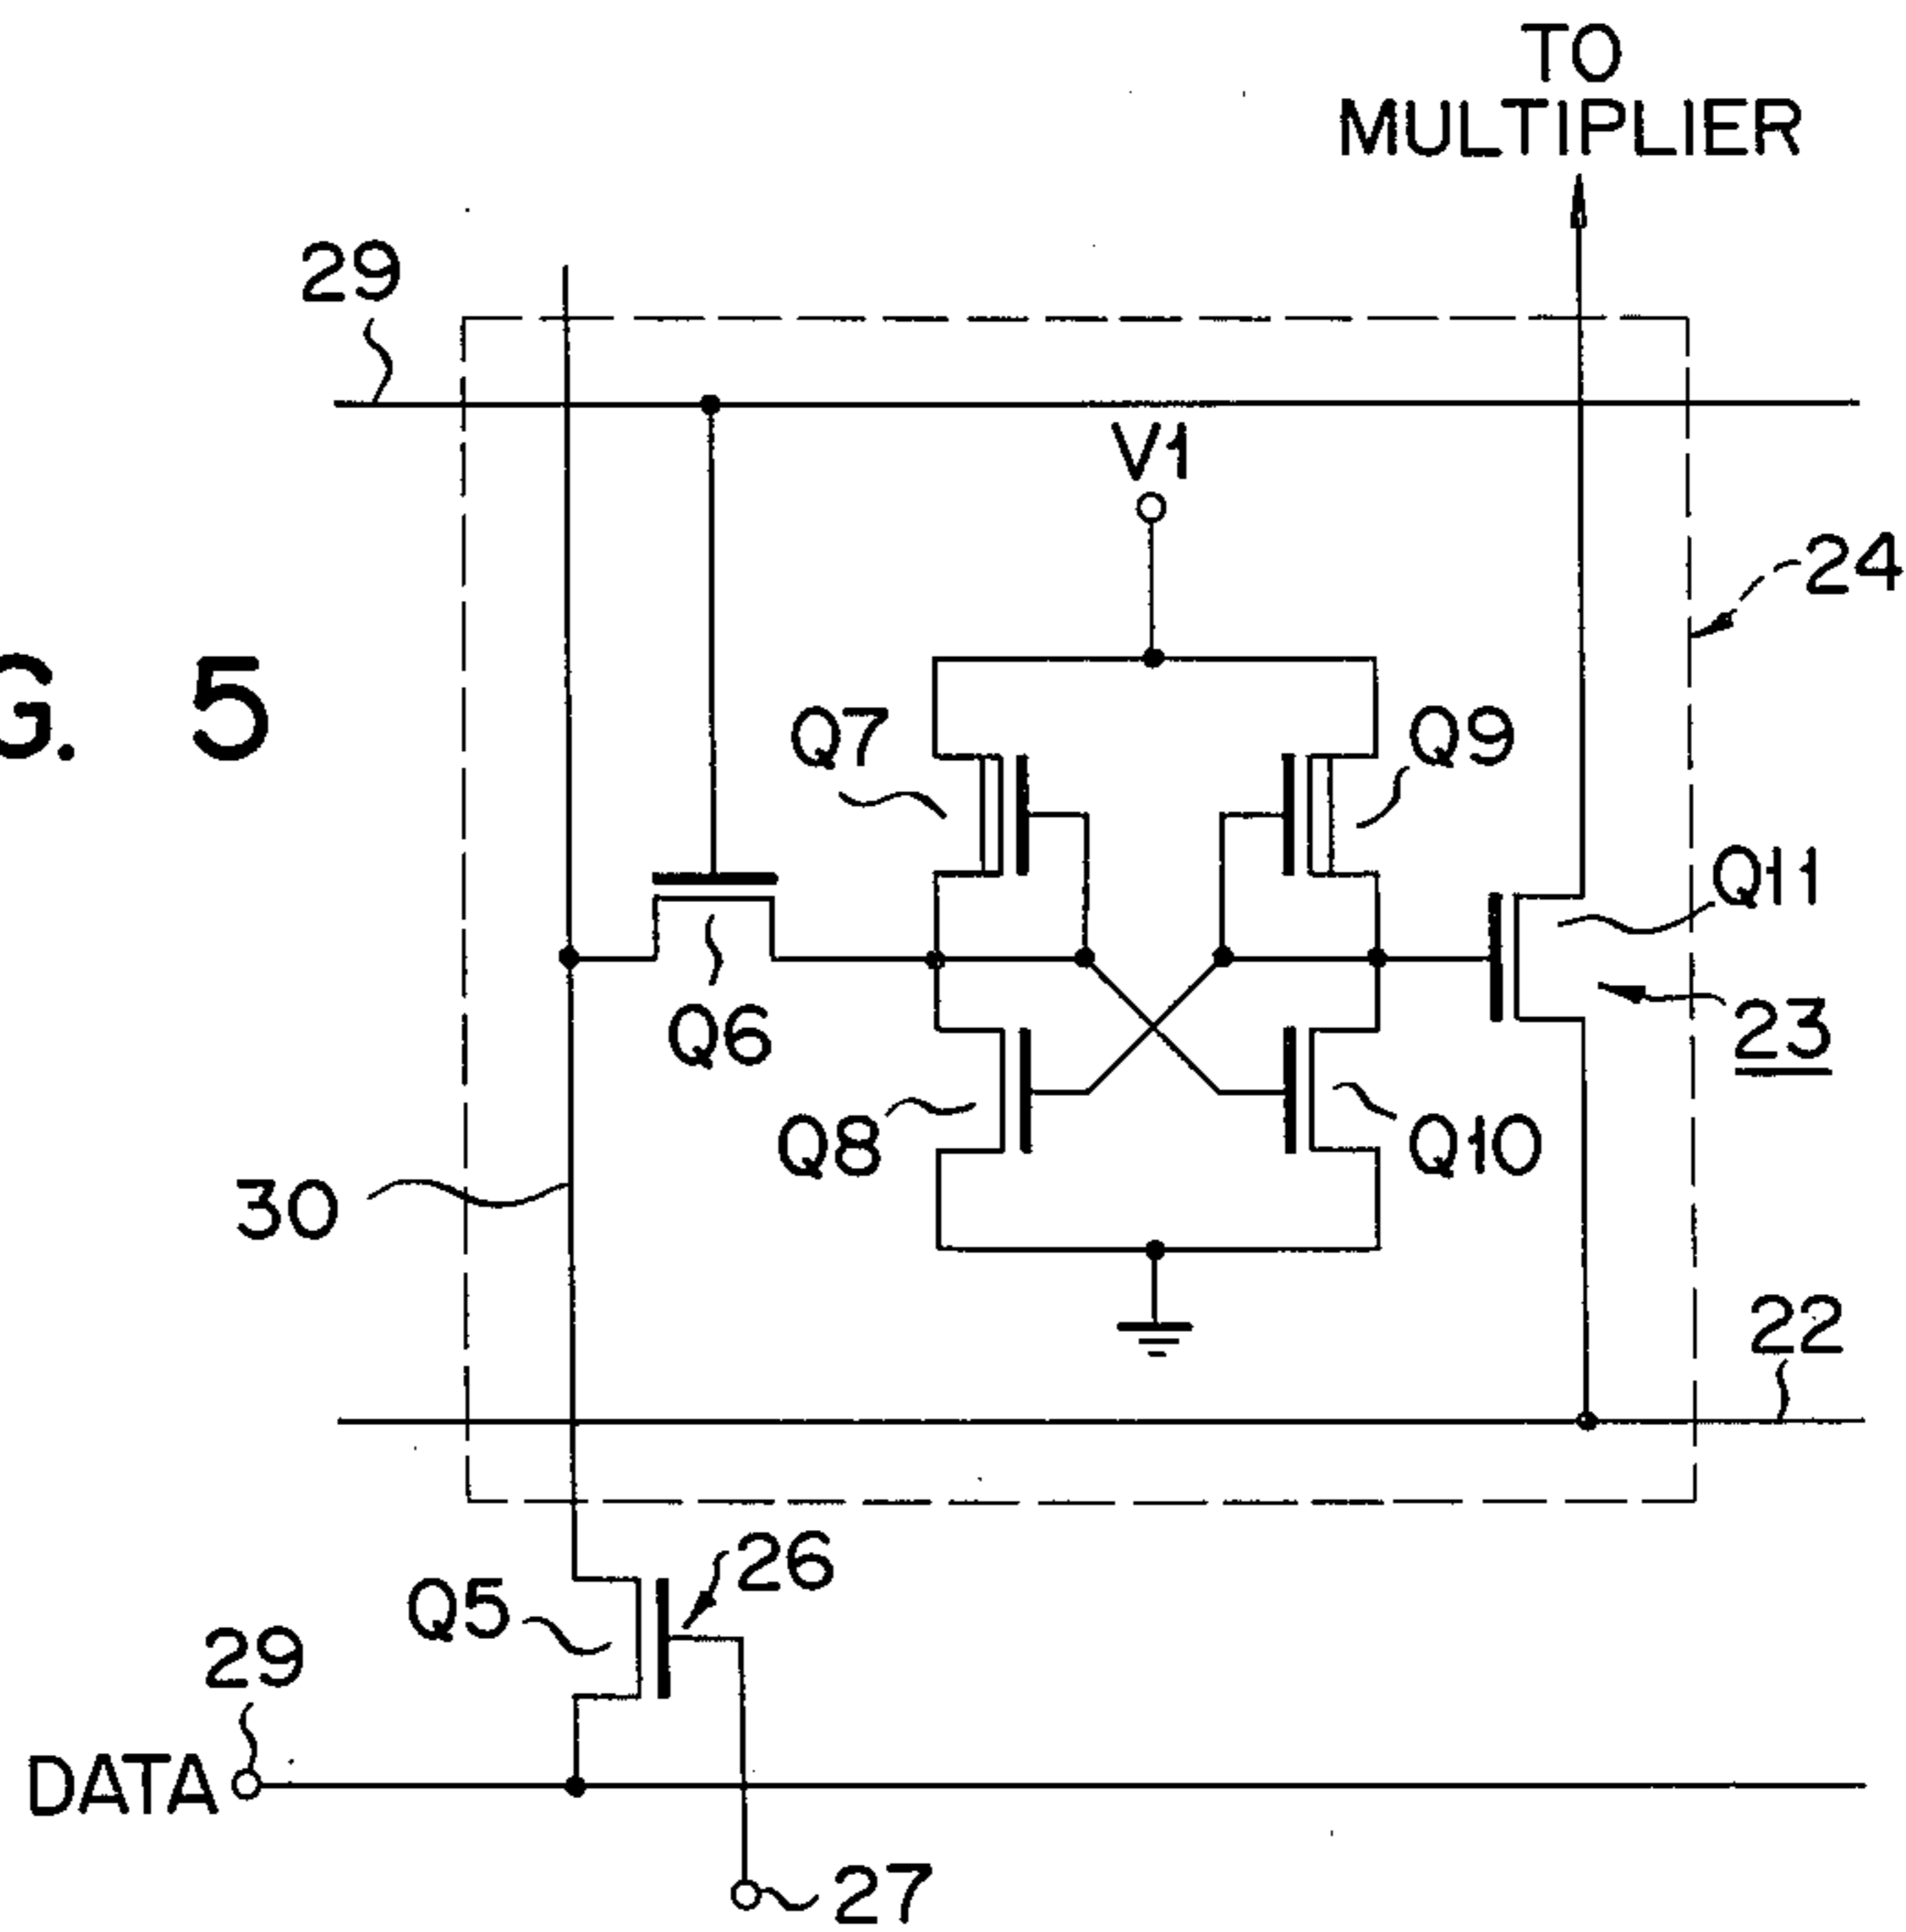 TO
MULTIPLIER
29
V1
24
G. 5
Q7
Q9
Q11
Q6
23
Q8
Q10
30
22
26
Q5
29
DATA
27